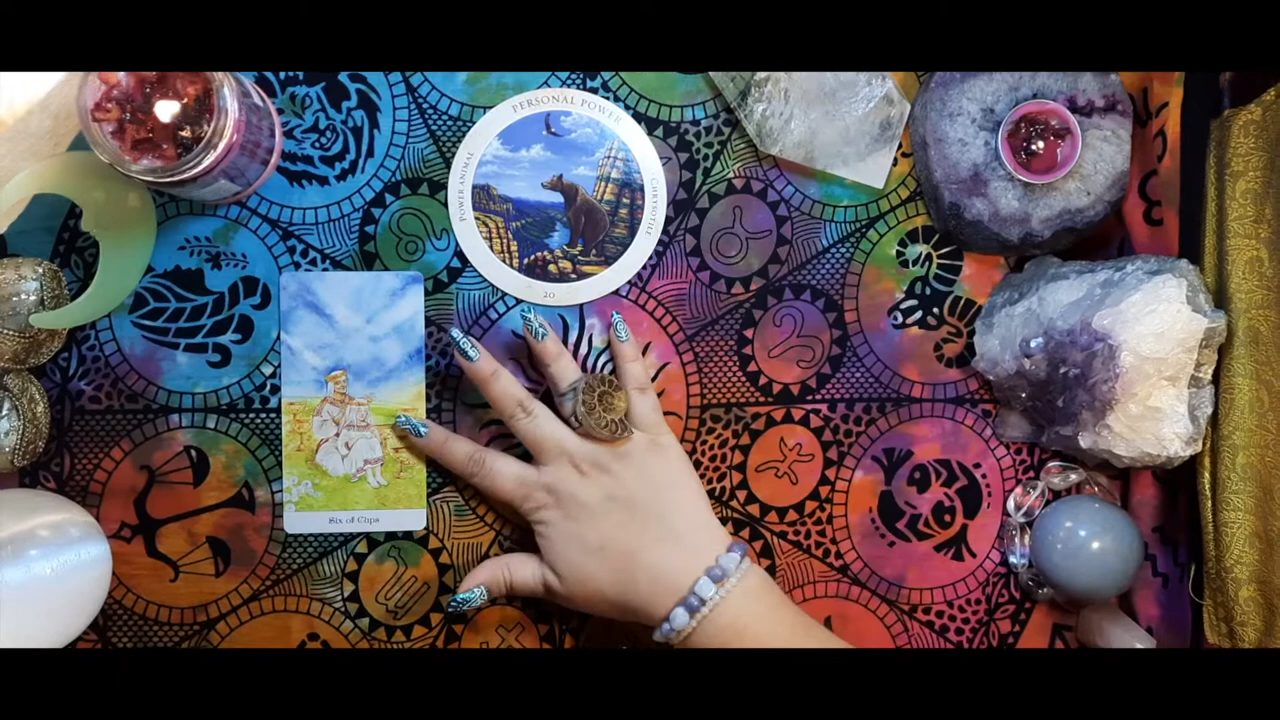 PERSONAL POWER
POWER ANIMAL
CHRYSOTILE
20
Six of Cups